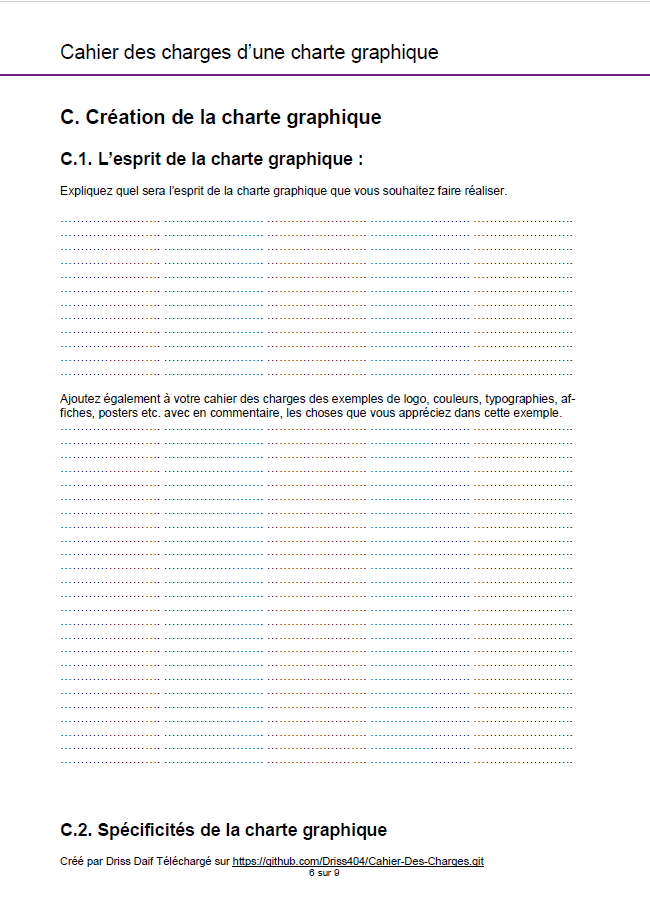 Cahier des charges d’une charte graphique
C. Création de la charte graphique
C.1. L’esprit de la charte graphique :
Expliquez quel sera l’esprit de la charte graphique que vous souhaitez faire réaliser.
Ajoutez également à votre cahier des charges des exemples de logo, couleurs, typographies, af-
fiches, posters etc. avec en commentaire, les choses que vous appréciez dans cette exemple.
C.2. Spécificités de la charte graphique
Créé par Driss Daif Téléchargé sur https://github.com/Driss404/Cahier-Des-Charges.git
6 sur 9